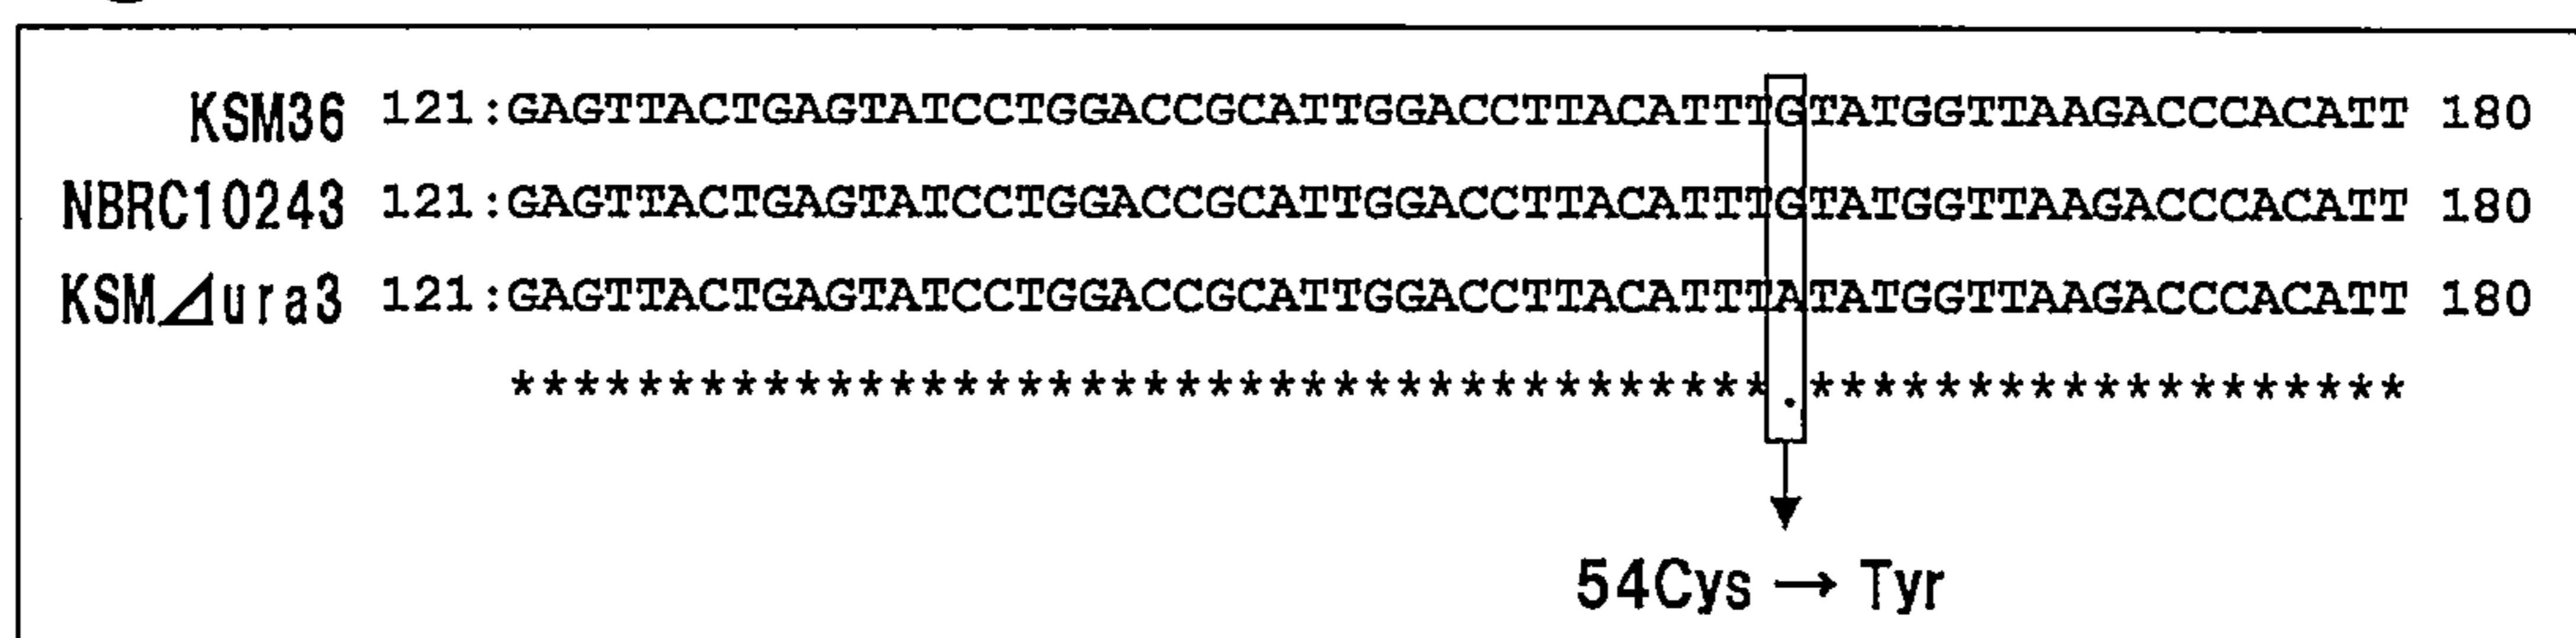 KSM36 121:GAGTTACTGAGTATCCTGGACCGCATTGGACCTTACATTTGTATGGTTAAGACCCACATT 180
NBRC10243 121:GAGTTACTGAGTATCCTGGACCGCATTGGACCTTACATTTGTATGGTTAAGACCCACATT 180
KSM⊿ura3 121:GAGTTACTGAGTATCCTGGACCGCATTGGACCTTACATTTATATGGTTAAGACCCACATT 180
****************************************.*******************
54Cys → Tyr